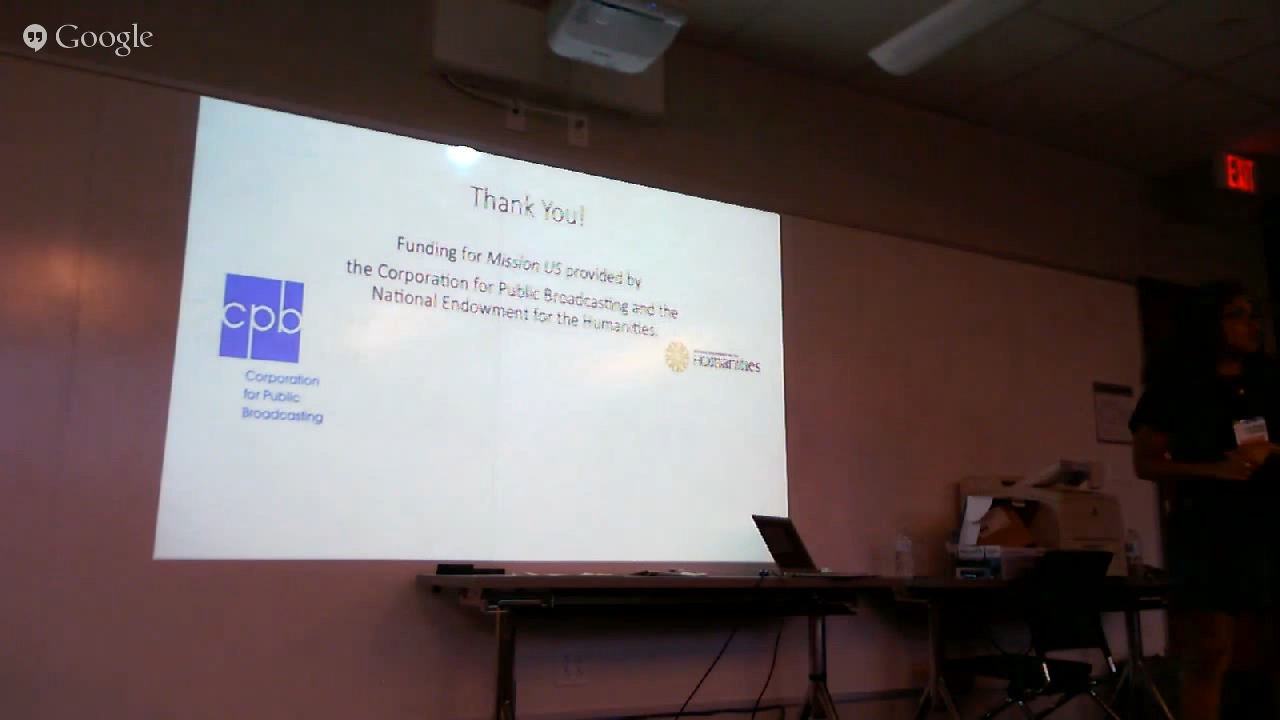 Google
EXIT
Thank You!
Funding for Mission US provided by
the Corporation for Public Broadcasting and the
National Endowment for the Humanities.
cpb
Corporation
for Public
Broadcasting
Humanities